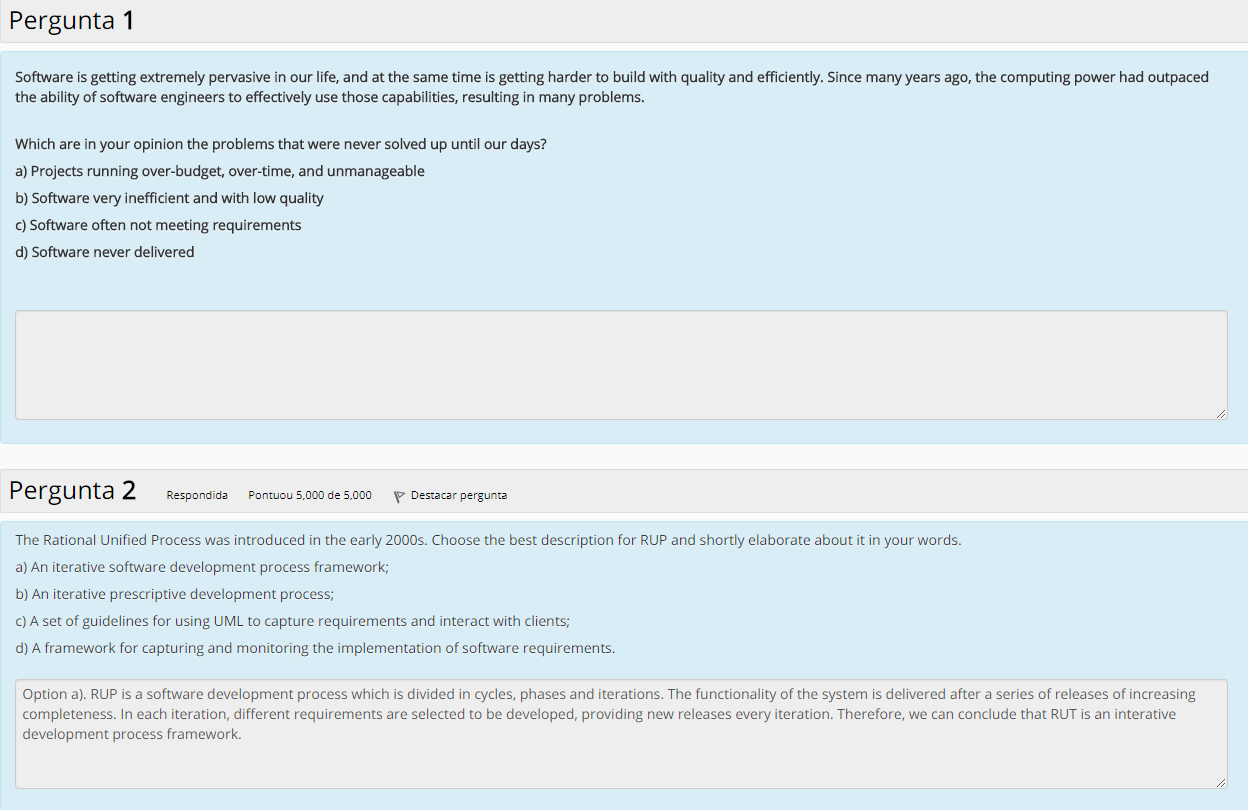 Pergunta 1
Software is getting extremely pervasive in our life, and at the same time is getting harder to build with quality and efficiently. Since many years ago, the computing power had outpaced
the ability of software engineers to effectively use those capabilities, resulting in many problems.
Which are in your opinion the problems that were never solved up until our days?
a) Projects running over-budget, over-time, and unmanageable
b) Software very inefficient and with low quality
c) Software often not meeting requirements
d) Software never delivered
Pergunta 2 Respondida Pontuou 5,000 de 5,000 Destacar pergunta
The Rational Unified Process was introduced in the early 2000s. Choose the best description for RUP and shortly elaborate about it in your words.
a) An iterative software development process framework;
b) An iterative prescriptive development process;
c) A set of guidelines for using UML to capture requirements and interact with clients;
d) A framework for capturing and monitoring the implementation of software requirements.
Option a). RUP is a software development process which is divided in cycles, phases and iterations. The functionality of the system is delivered after a series of releases of increasing
completeness. In each iteration, different requirements are selected to be developed, providing new releases every iteration. Therefore, we can conclude that RUT is an interative
development process framework.